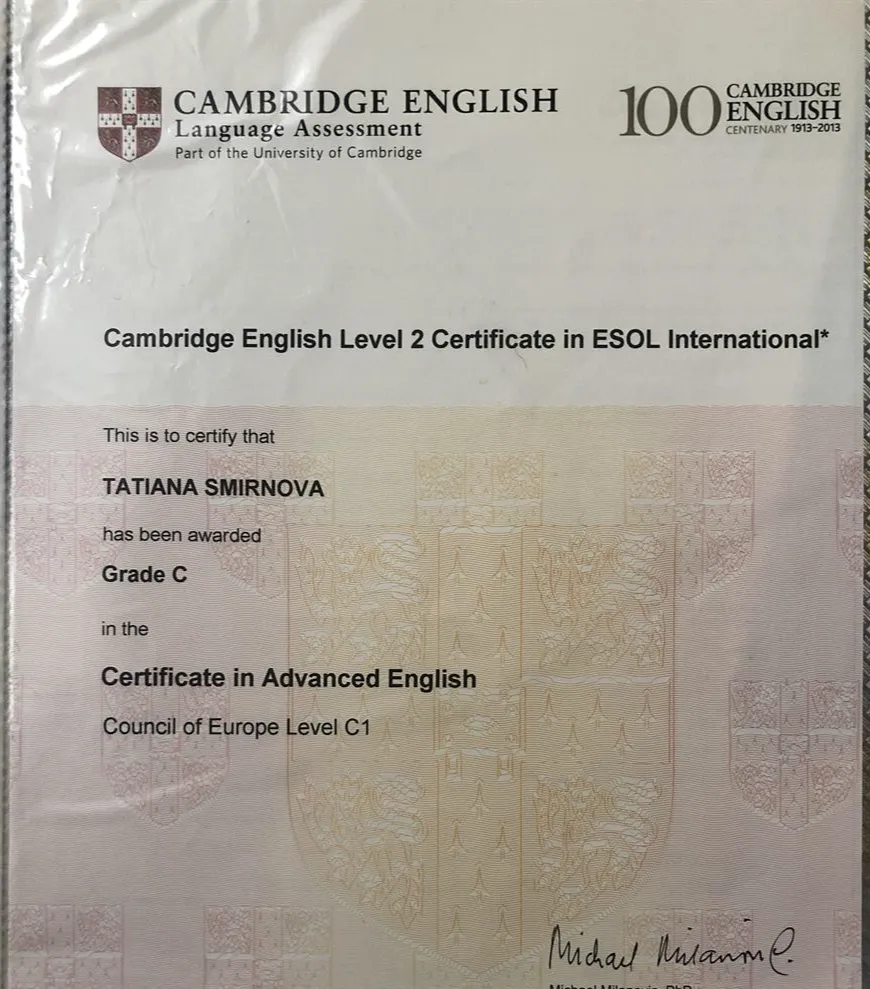 CAMBRIDGE ENGLISH
Language Assessment
Part of the University of Cambridge
100 CAMBRIDGE
ENGLISH
CENTENARY 1913–2013
Cambridge English Level 2 Certificate in ESOL International*
This is to certify that
TATIANA SMIRNOVA
has been awarded
Grade C
in the
Certificate in Advanced English
Council of Europe Level C1
Michael Milanovic